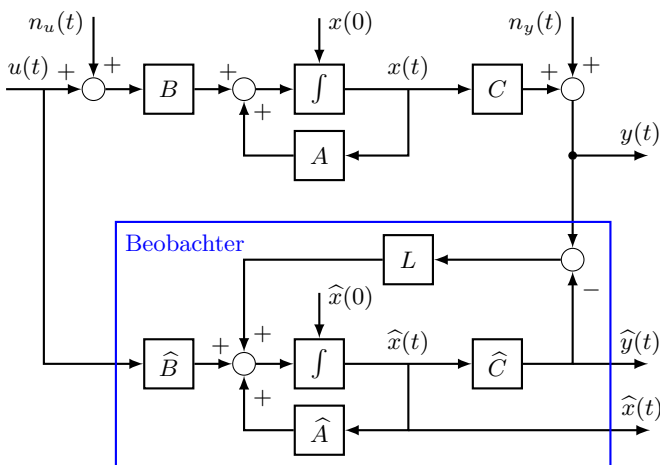 n_u(t) x(0) n_y(t)
u(t) + + B + ∫ x(t) C + +
+ A y(t)
Beobachter
L
x̂(0) −
B̂ + + ∫ x̂(t) Ĉ ŷ(t)
+ Â x̂(t)